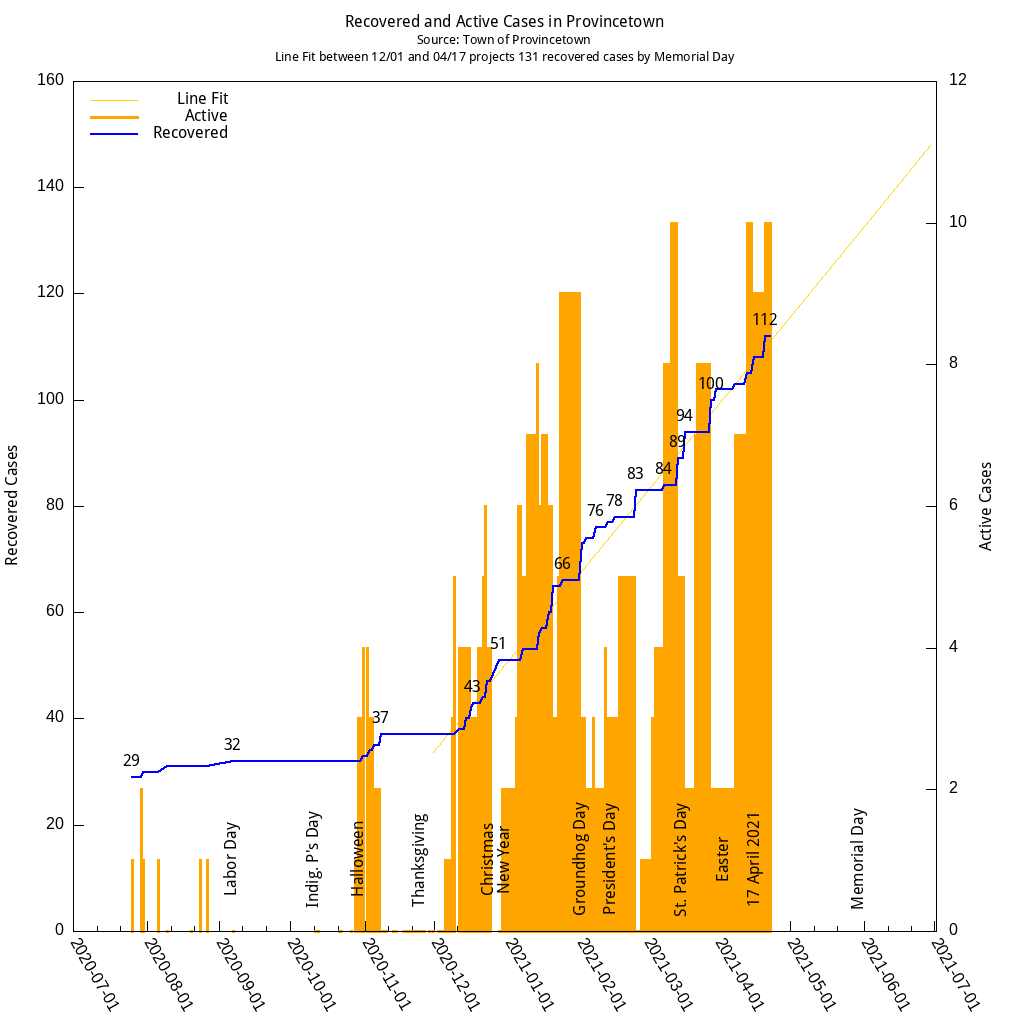 Recovered and Active Cases in Provincetown
Source: Town of Provincetown
Line Fit between 12/01 and 04/17 projects 131 recovered cases by Memorial Day
Line Fit
Active
Recovered
160
140
120
100
80
60
40
20
0
Recovered Cases
12
10
8
6
4
2
0
Active Cases
29
32
37
43
51
66
76
78
83
84
89
94
100
112
Labor Day
Indig. P's Day
Halloween
Thanksgiving
Christmas
New Year
Groundhog Day
President's Day
St. Patrick's Day
Easter
17 April 2021
Memorial Day
2020-07-01
2020-08-01
2020-09-01
2020-10-01
2020-11-01
2020-12-01
2021-01-01
2021-02-01
2021-03-01
2021-04-01
2021-05-01
2021-06-01
2021-07-01